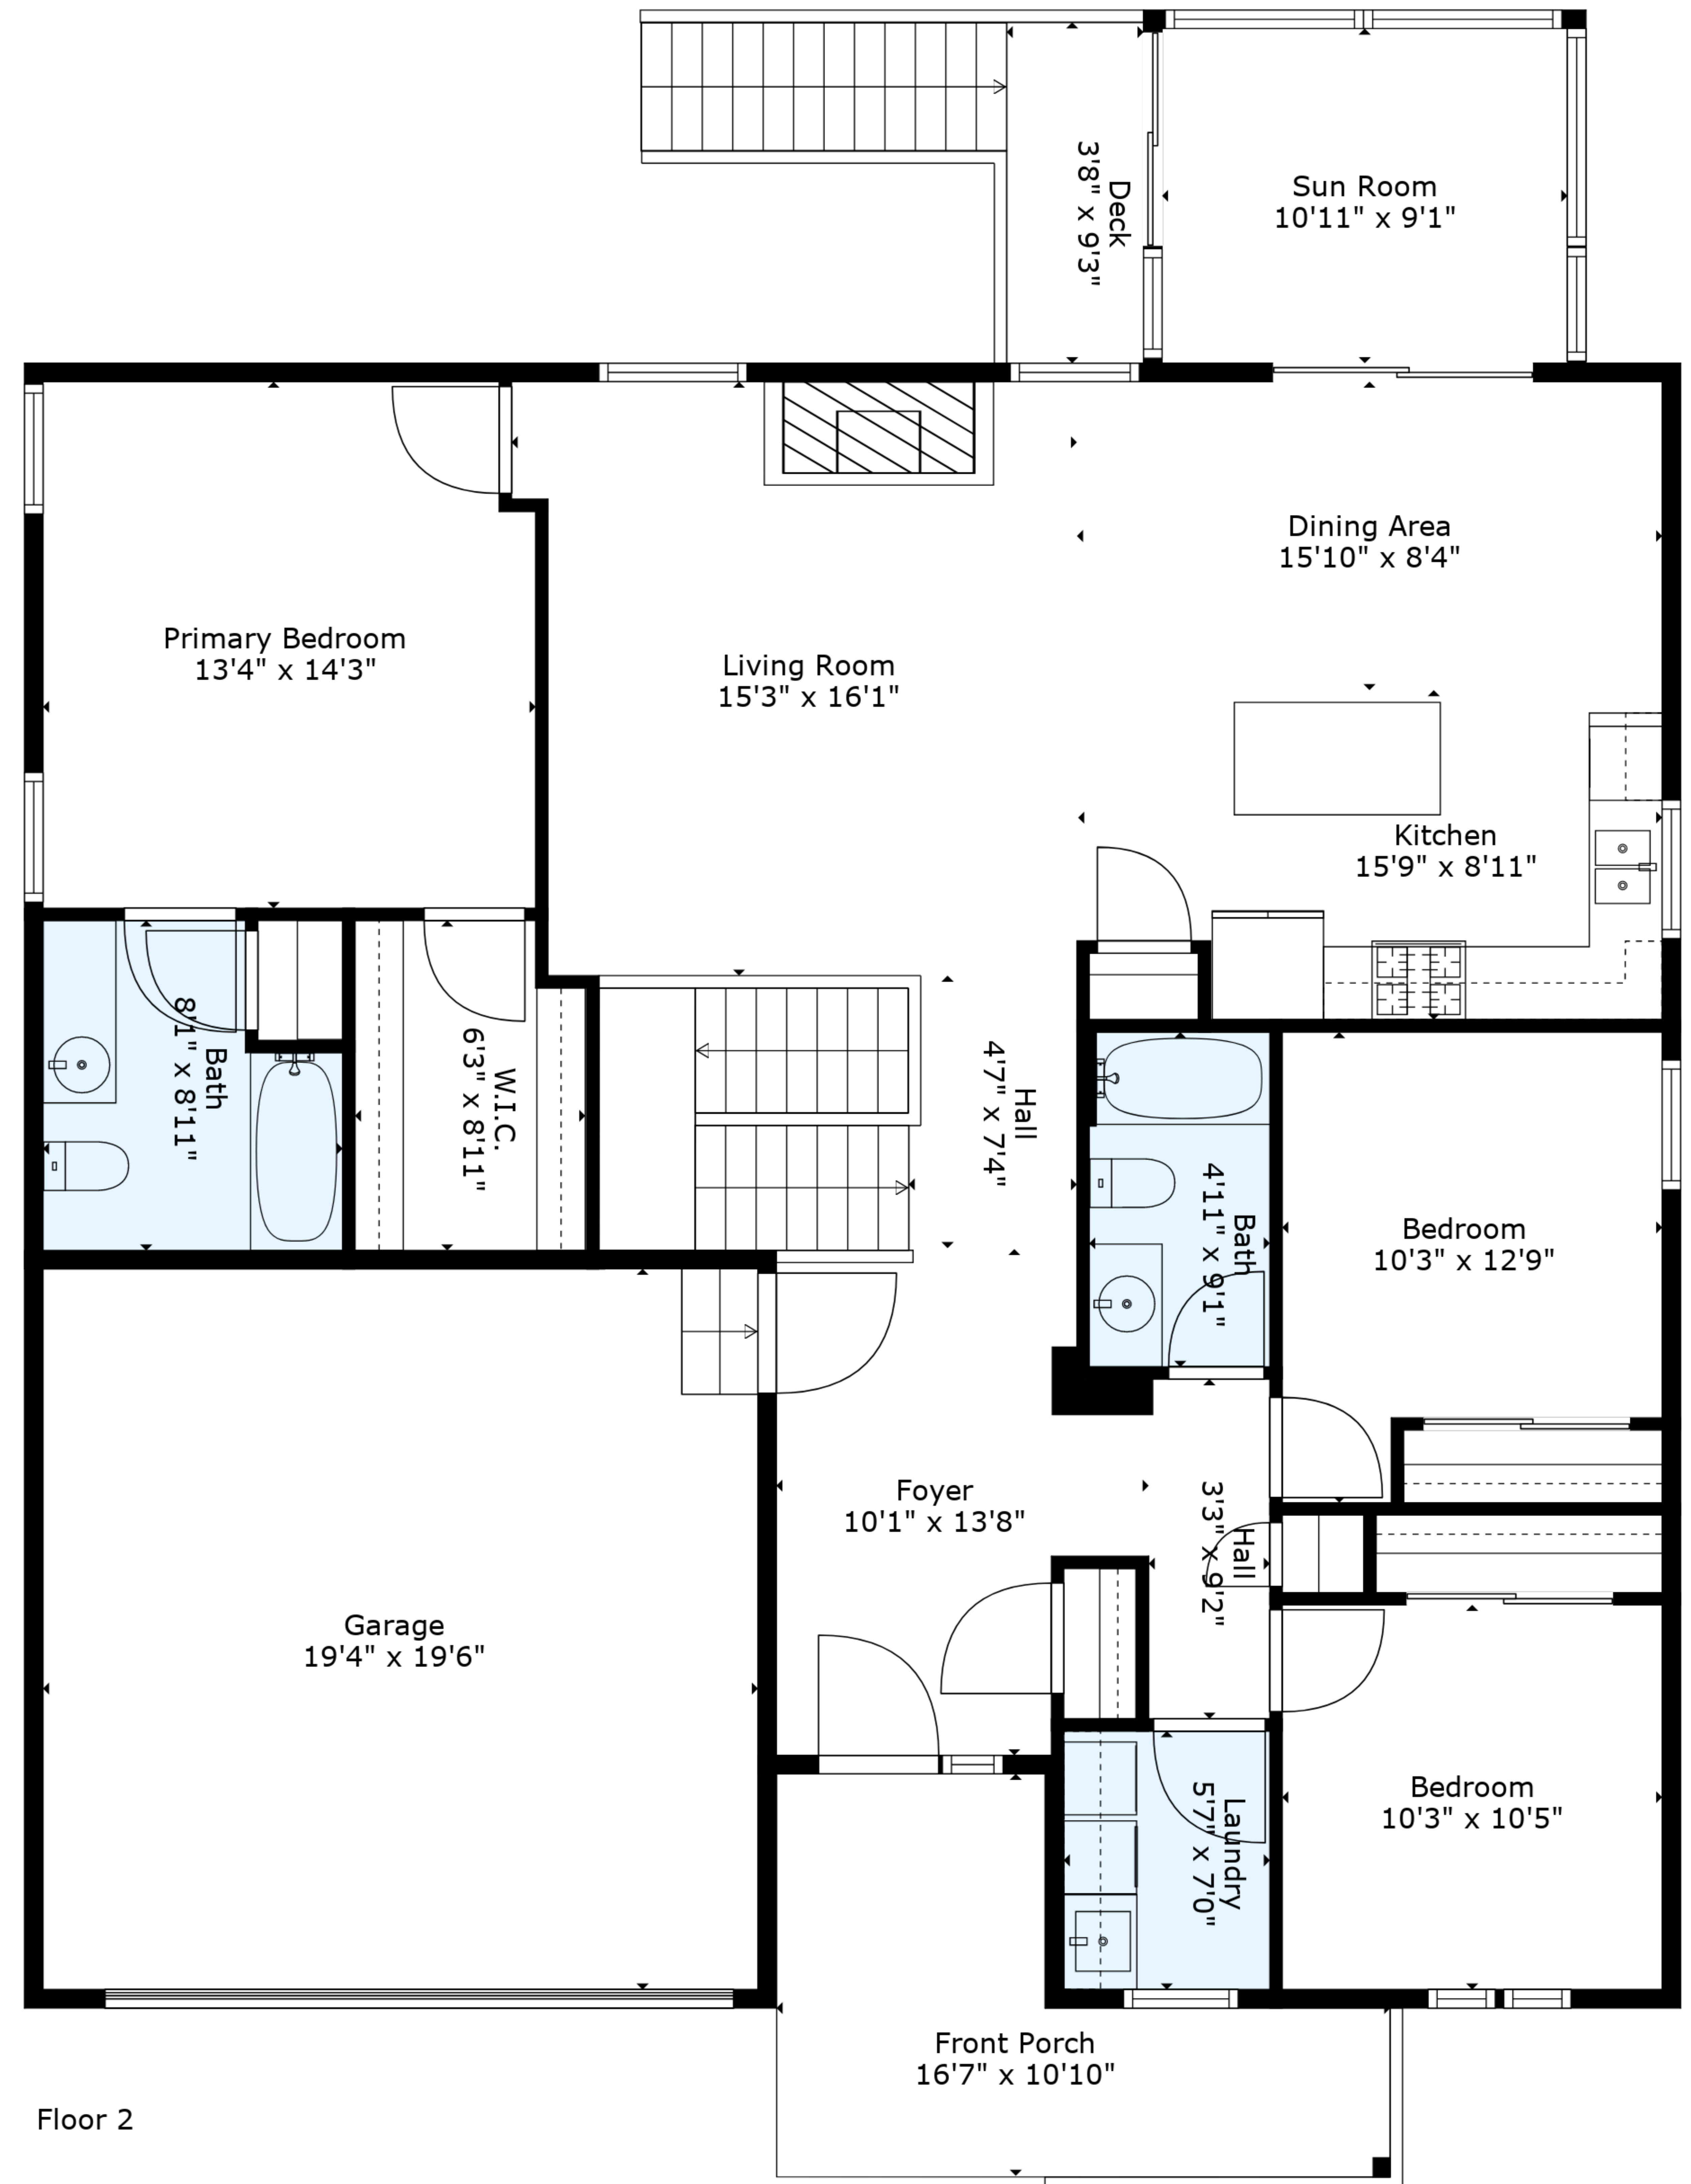 Deck
3'8" x 9'3"
Sun Room
10'11" x 9'1"
Dining Area
15'10" x 8'4"
Primary Bedroom
13'4" x 14'3"
Living Room
15'3" x 16'1"
Kitchen
15'9" x 8'11"
Bath
8'1" x 8'11"
W.I.C.
6'3" x 8'11"
Hall
4'7" x 7'4"
Bath
4'11" x 9'1"
Bedroom
10'3" x 12'9"
Foyer
10'1" x 13'8"
Hall
3'3" x 9'2"
Garage
19'4" x 19'6"
Laundry
5'7" x 7'0"
Bedroom
10'3" x 10'5"
Front Porch
16'7" x 10'10"
Floor 2